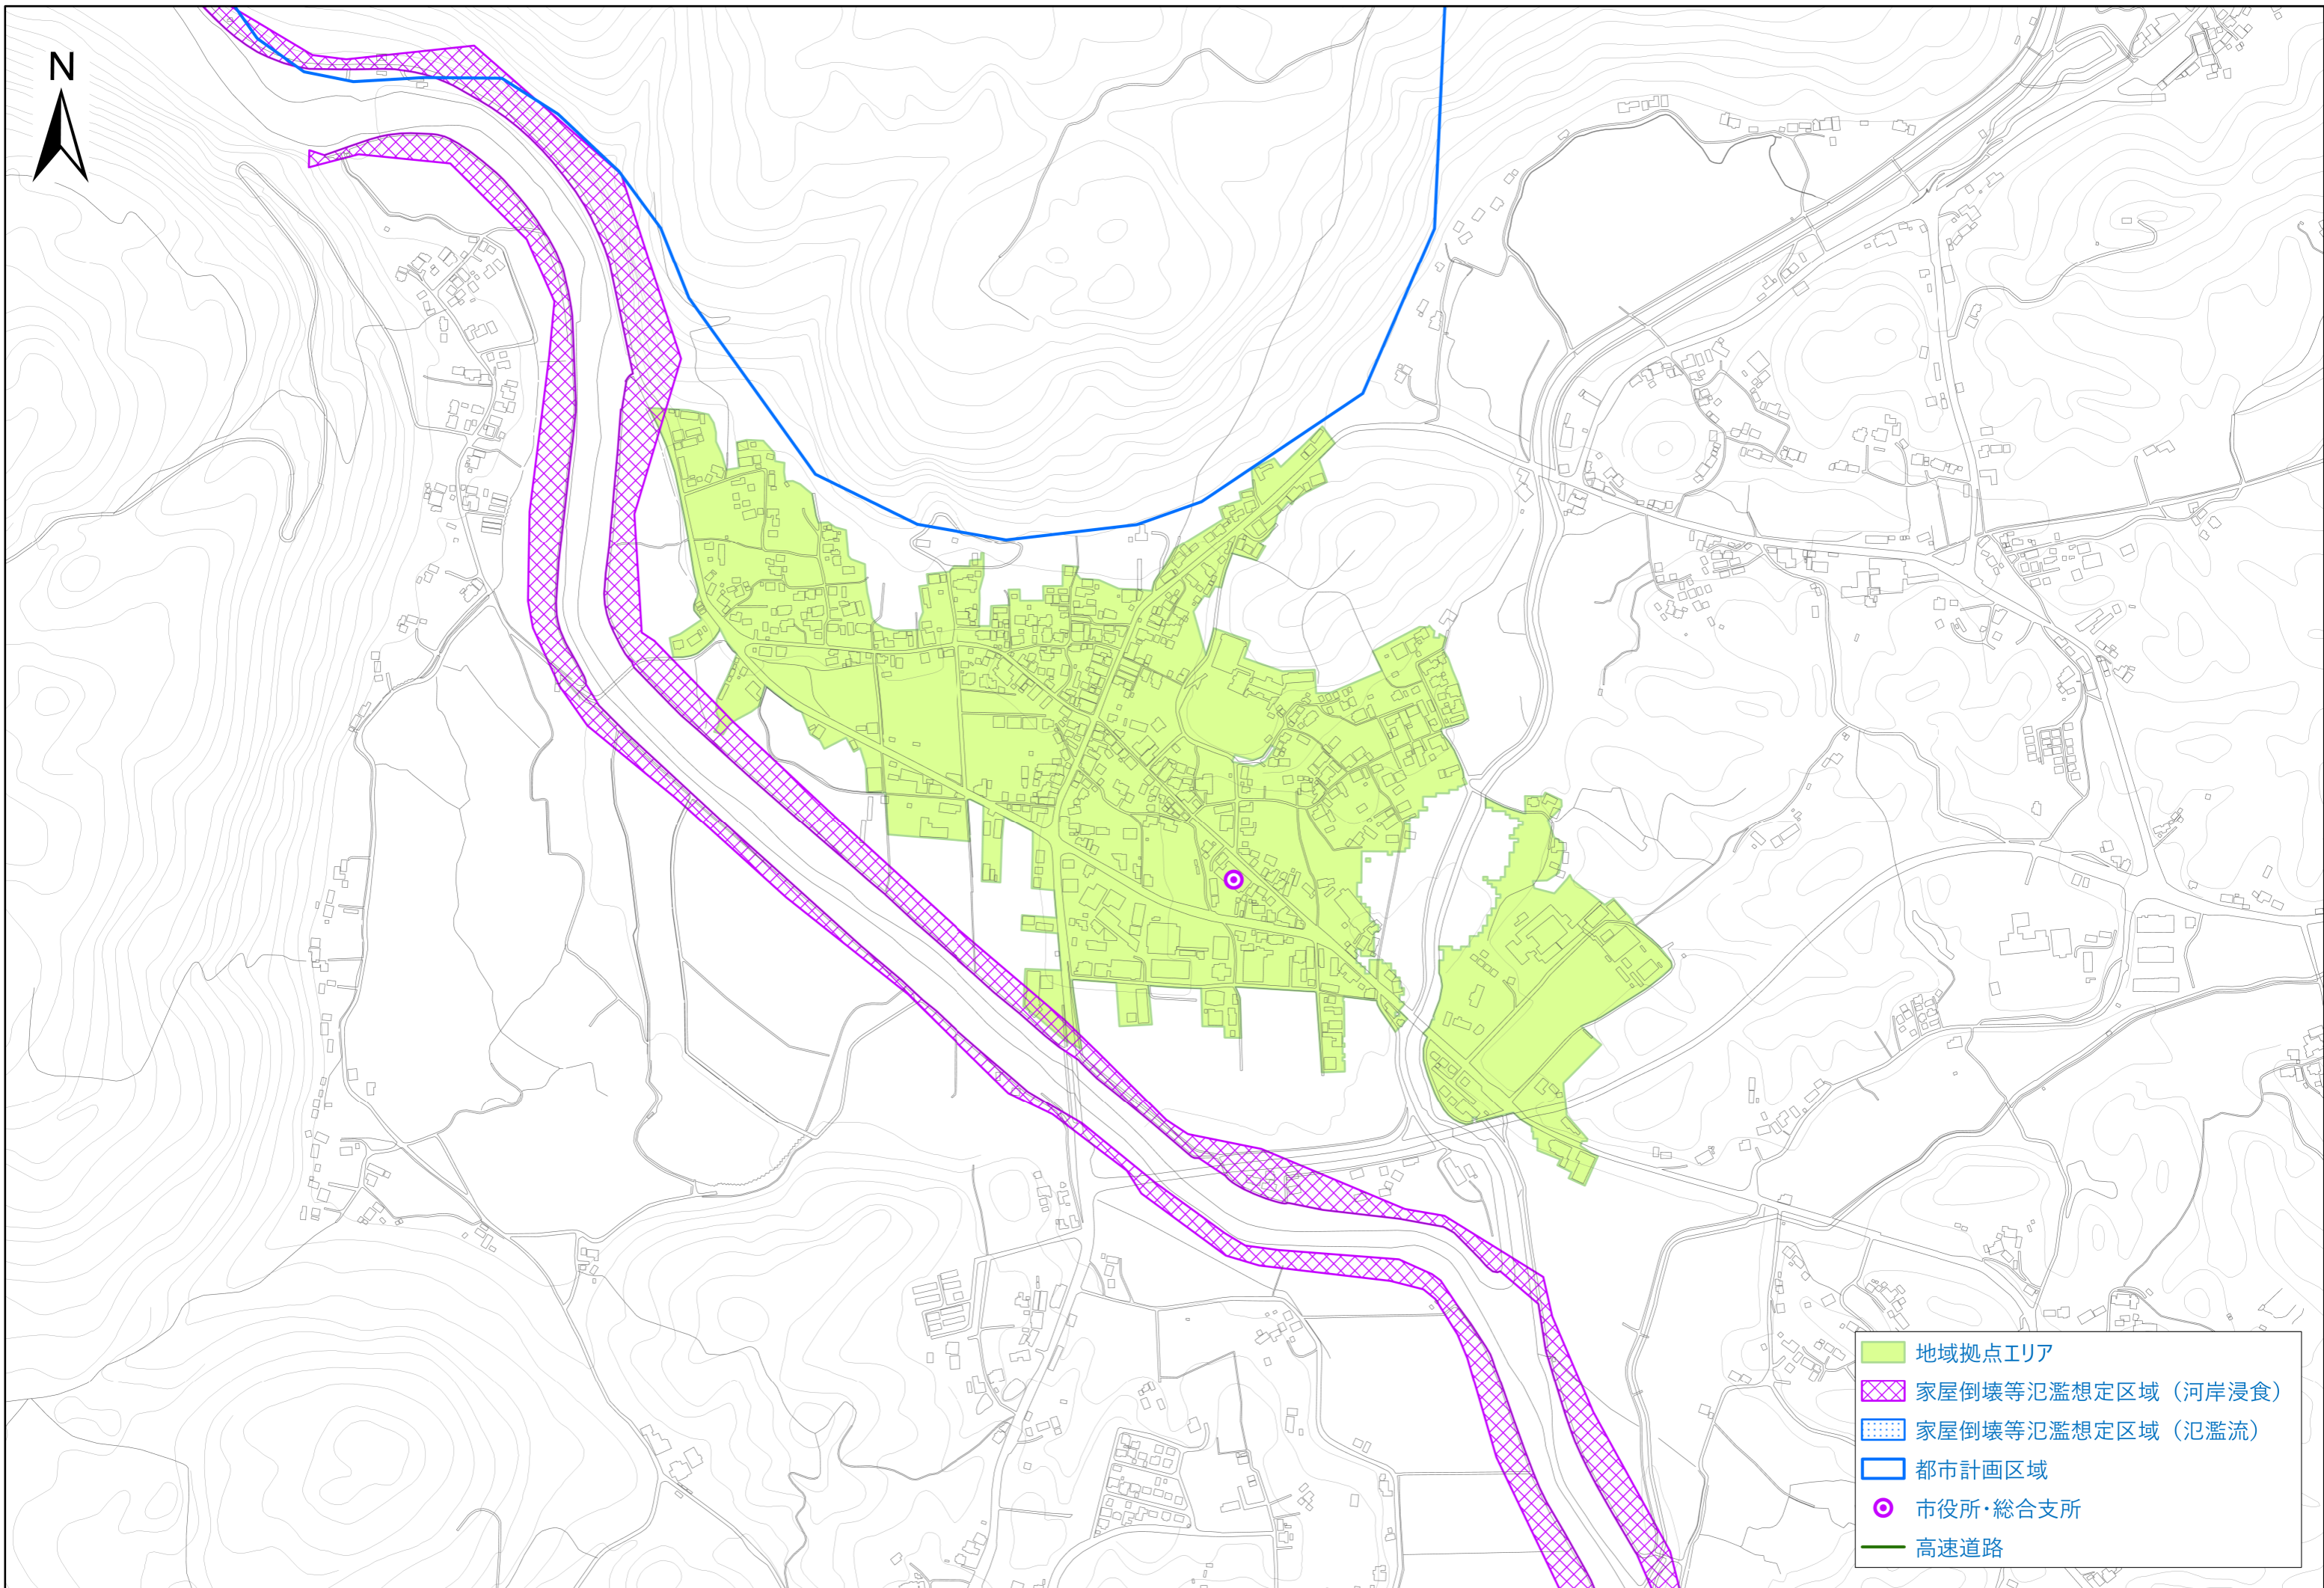 N
地域拠点エリア
家屋倒壊等氾濫想定区域（河岸浸食）
家屋倒壊等氾濫想定区域（氾濫流）
都市計画区域
市役所・総合支所
高速道路